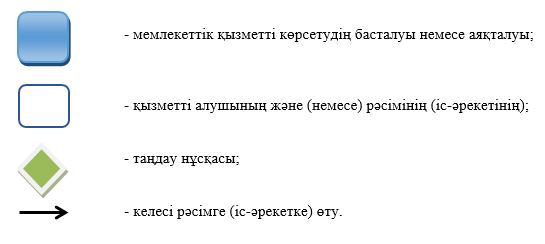 - мемлекеттік қызметті көрсетудің басталуы немесе аяқталуы;
- қызметті алушының және (немесе) рәсімінің (іс-әрекетінің);
- таңдау нұсқасы;
- келесі рәсімге (іс-әрекетке) өту.